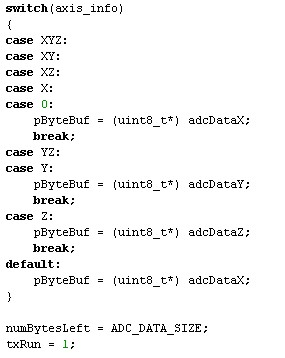 switch(axis_info)
{
case XYZ:
case XY:
case XZ:
case X:
case 0:
    pByteBuf = (uint8_t*) adcDataX;
    break;
case YZ:
case Y:
    pByteBuf = (uint8_t*) adcDataY;
    break;
case Z:
    pByteBuf = (uint8_t*) adcDataZ;
    break;
default:
    pByteBuf = (uint8_t*) adcDataX;
}

numBytesLeft = ADC_DATA_SIZE;
txRun = 1;